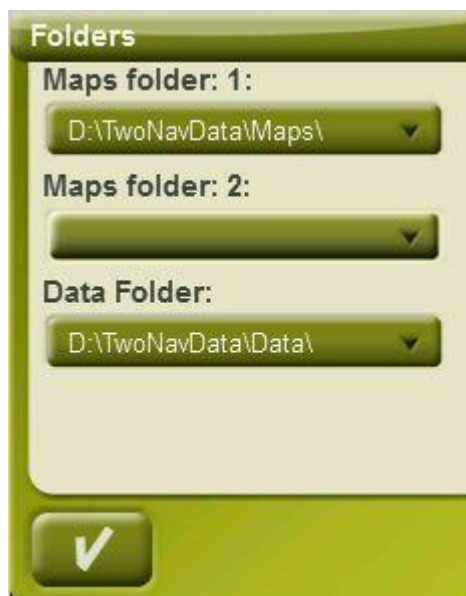 Folders
Maps folder: 1:
D:\TwoNavData\Maps\
Maps folder: 2:
Data Folder:
D:\TwoNavData\Data\